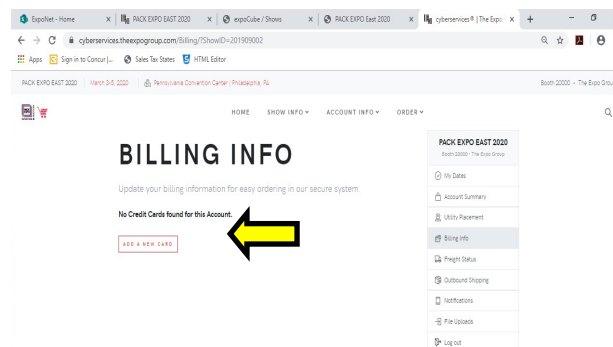 ExpoNet - Home
PACK EXPO EAST 2020
expoCube / Shows
PACK EXPO East 2020
cyberservices® | The Expo
cyberservices.theexpogroup.com/Billing/?ShowID=201909002
Apps
Sign in to Concur |...
Sales Tax States
HTML Editor
PACK EXPO EAST 2020 | March 3-5, 2020 | Pennsylvania Convention Center | Philadelphia, PA
Booth 20000 - The Expo Grou
HOME SHOW INFO ACCOUNT INFO ORDER
BILLING INFO
Update your billing information for easy ordering in our secure system.
No Credit Cards found for this Account.
ADD A NEW CARD
PACK EXPO EAST 2020
Booth 20000 - The Expo Group
My Dates
Account Summary
Utility Placement
Billing Info
Freight Status
Outbound Shipping
Notifications
File Uploads
Log out